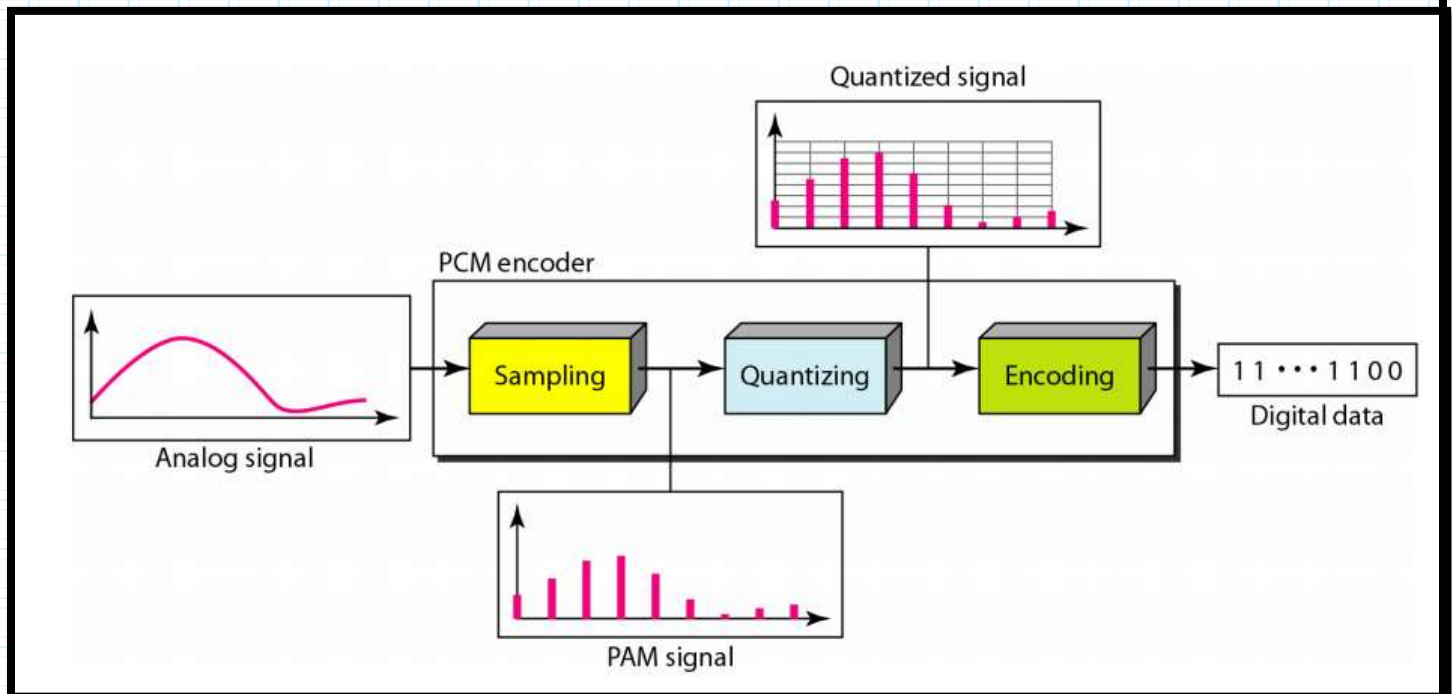 Quantized signal
PCM encoder
Sampling
Quantizing
Encoding
11 ••• 1100
Digital data
Analog signal
PAM signal